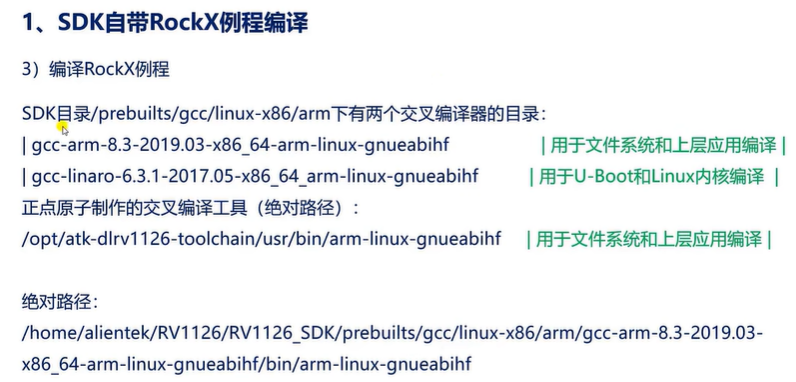 1、SDK自带RockX例程编译
3）编译RockX例程
SDK目录/prebuilts/gcc/linux-x86/arm下有两个交叉编译器的目录：
| gcc-arm-8.3-2019.03-x86_64-arm-linux-gnueabihf | 用于文件系统和上层应用编译 |
| gcc-linaro-6.3.1-2017.05-x86_64_arm-linux-gnueabihf | 用于U-Boot和Linux内核编译 |
正点原子制作的交叉编译工具（绝对路径）：
/opt/atk-dlrv1126-toolchain/usr/bin/arm-linux-gnueabihf | 用于文件系统和上层应用编译 |
绝对路径：
/home/alientek/RV1126/RV1126_SDK/prebuilts/gcc/linux-x86/arm/gcc-arm-8.3-2019.03-
x86_64-arm-linux-gnueabihf/bin/arm-linux-gnueabihf